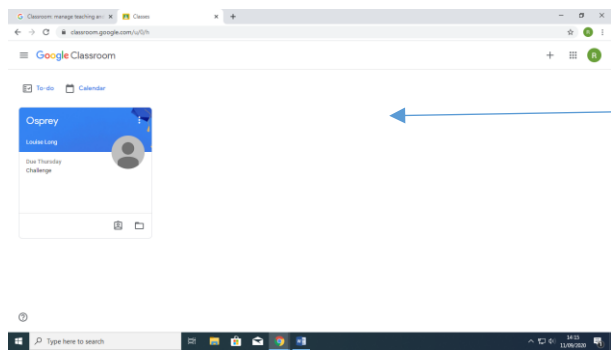 Classroom: manage teaching an
Classes
classroom.google.com/u/0/h
Google Classroom
R
To-do
Calendar
Osprey
Louise Long
Due Thursday
Challenge
Type here to search
14:15
11/09/2020